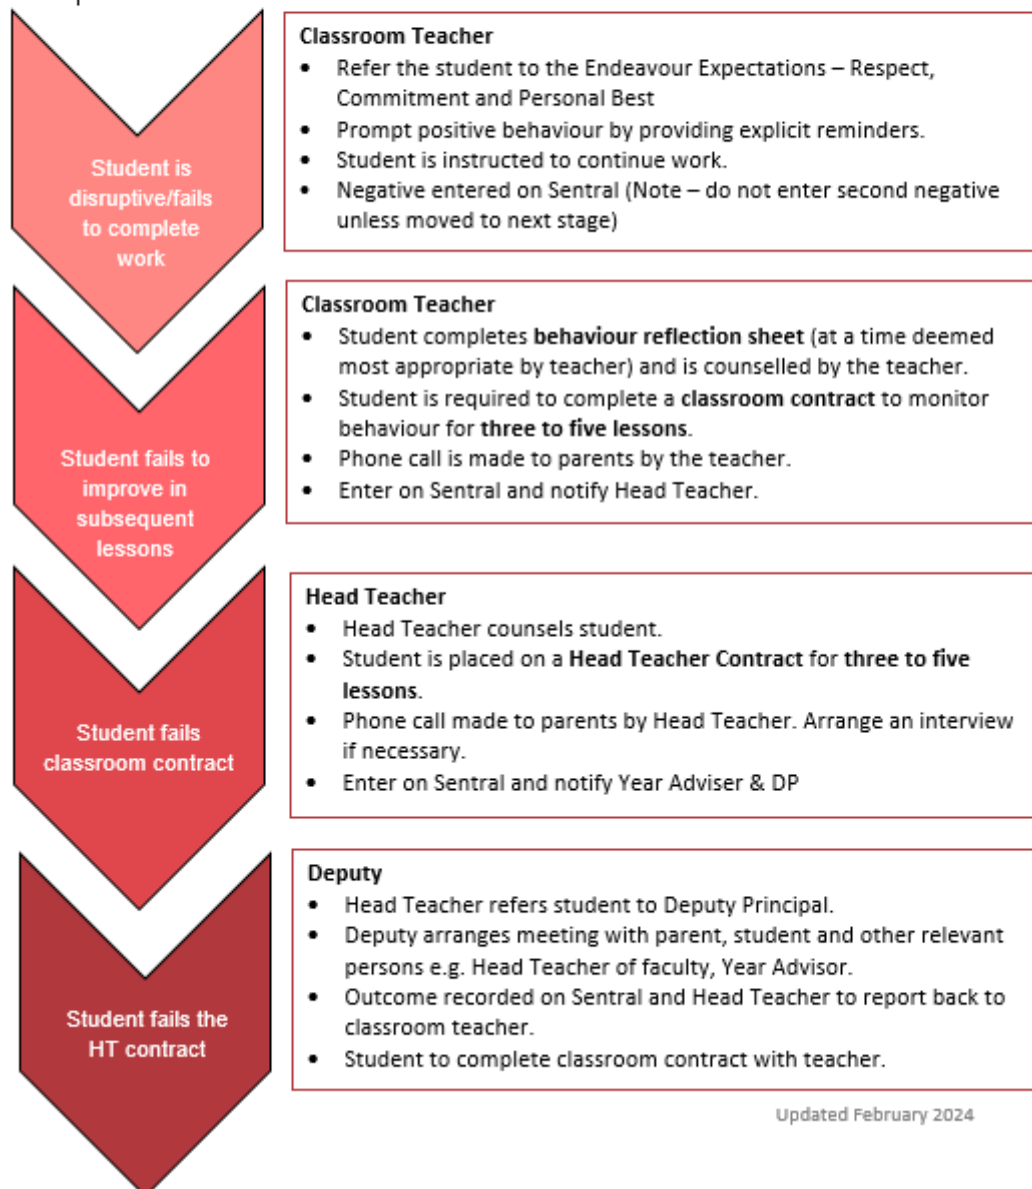 Student is
disruptive/fails
to complete
work
Classroom Teacher
• Refer the student to the Endeavour Expectations – Respect,
Commitment and Personal Best
• Prompt positive behaviour by providing explicit reminders.
• Student is instructed to continue work.
• Negative entered on Sentral (Note – do not enter second negative
unless moved to next stage)
Student fails to
improve in
subsequent
lessons
Classroom Teacher
• Student completes behaviour reflection sheet (at a time deemed
most appropriate by teacher) and is counselled by the teacher.
• Student is required to complete a classroom contract to monitor
behaviour for three to five lessons.
• Phone call is made to parents by the teacher.
• Enter on Sentral and notify Head Teacher.
Student fails
classroom contract
Head Teacher
• Head Teacher counsels student.
• Student is placed on a Head Teacher Contract for three to five
lessons.
• Phone call made to parents by Head Teacher. Arrange an interview
if necessary.
• Enter on Sentral and notify Year Adviser & DP
Student fails the
HT contract
Deputy
• Head Teacher refers student to Deputy Principal.
• Deputy arranges meeting with parent, student and other relevant
persons e.g. Head Teacher of faculty, Year Advisor.
• Outcome recorded on Sentral and Head Teacher to report back to
classroom teacher.
• Student to complete classroom contract with teacher.
Updated February 2024